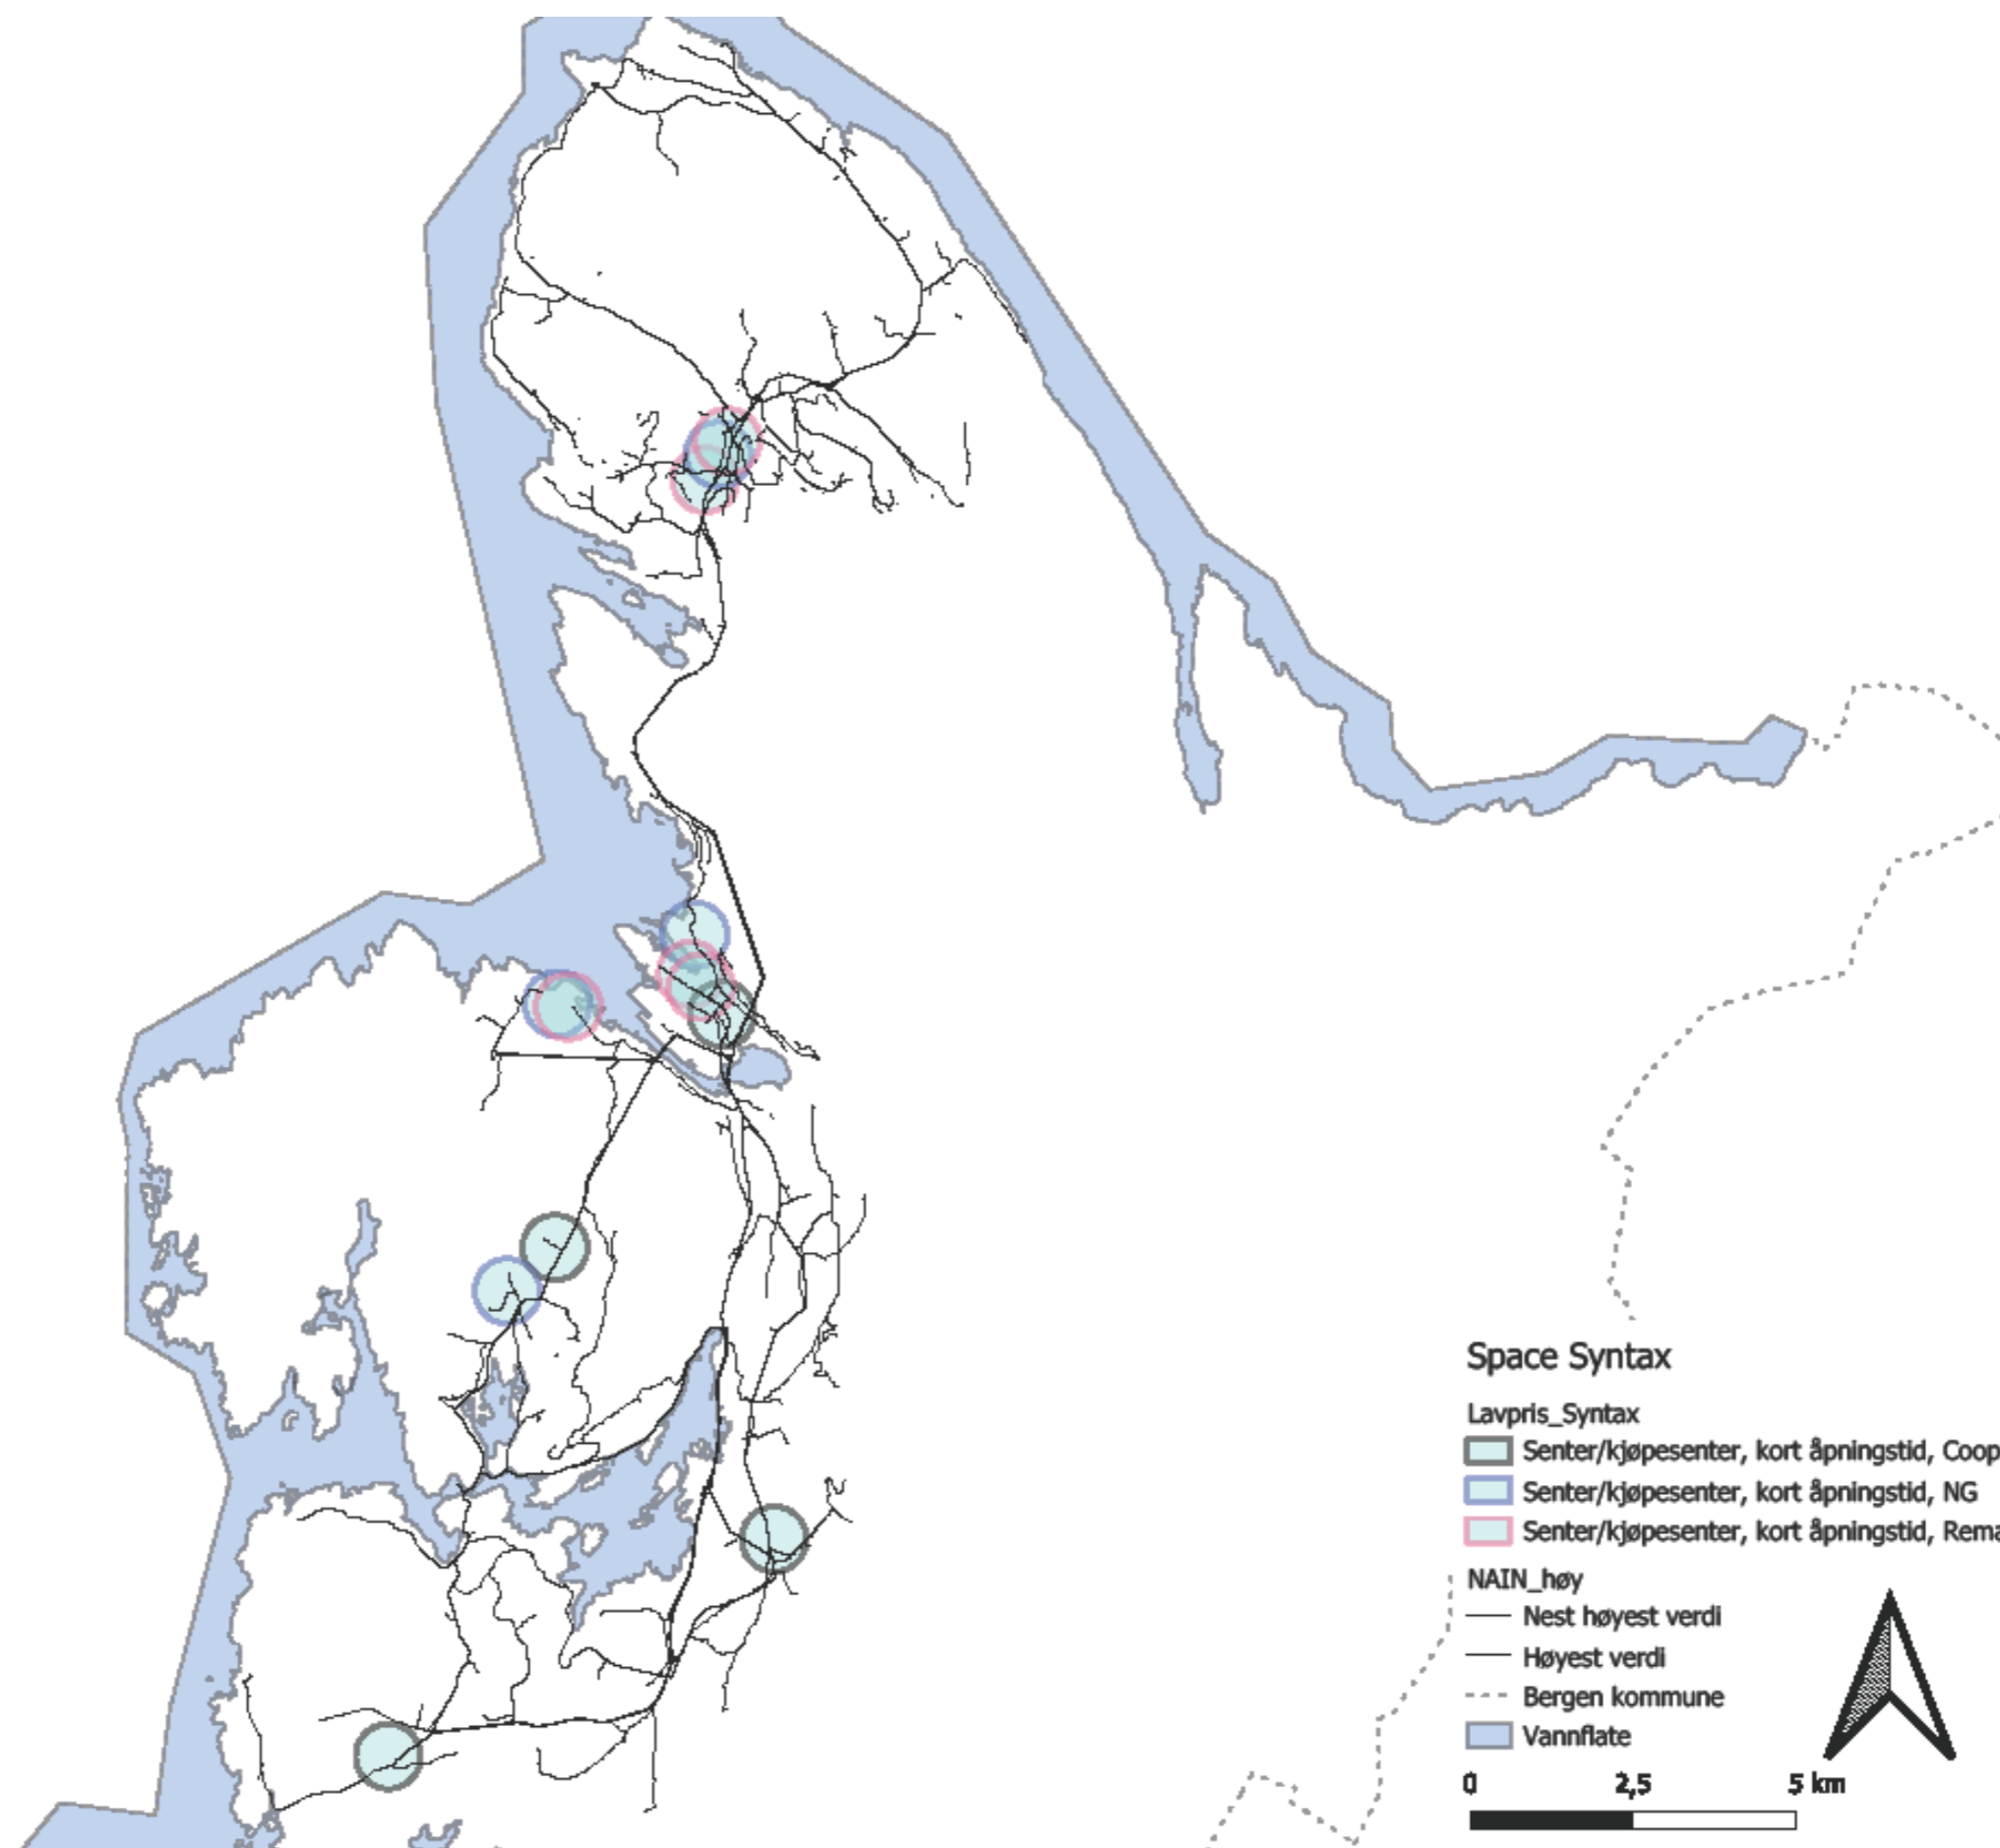 Space Syntax
Lavpris_Syntax
Senter/kjøpesenter, kort åpningstid, Coop
Senter/kjøpesenter, kort åpningstid, NG
Senter/kjøpesenter, kort åpningstid, Rema
NAIN_høy
Nest høyest verdi
Høyest verdi
Bergen kommune
Vannflate
0 2,5 5 km